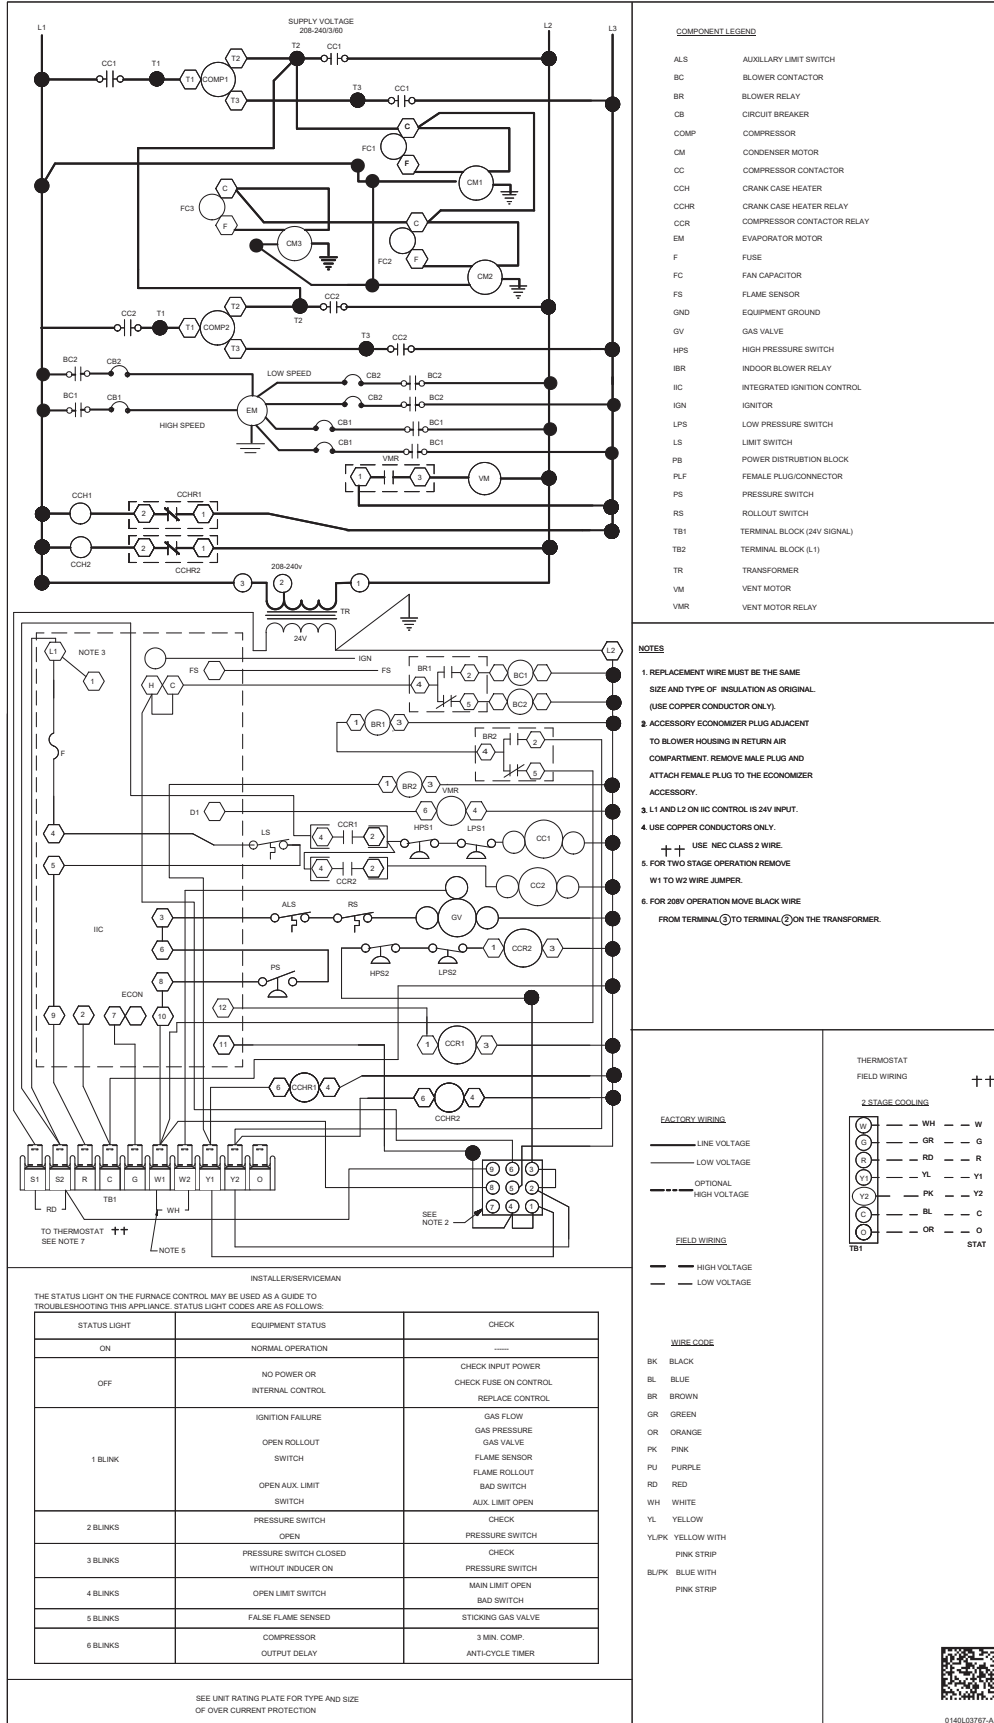 SUPPLY VOLTAGE
208-240/3/60
L1
L2
L3
T2
CC1
CC1
T1
T1
COMP1
T2
T3
T3
CC1
C
FC1
F
CM1
C
FC3
F
CM3
C
FC2
F
CM2
CC2
T2
CC2
T1
T1
COMP2
T2
T3
T3
CC2
BC2
CB2
LOW SPEED
CB2
BC2
BC1
CB1
EM
CB2
BC2
HIGH SPEED
CB1
BC1
CB1
BC1
VMR
1
3
VM
CCH1
CCHR1
2
1
2
1
CCH2
CCHR2
208-240v
3
2
1
TR
24V
L1
NOTE 3
1
IGN
L2
FS
FS
H
C
BR1
4
2
5
BC1
BC2
1
BR1
3
BR2
4
2
5
F
1
BR2
3
VMR
D1
6
4
4
LS
CCR1
4
2
HPS1
LPS1
CC1
5
4
2
CCR2
CC2
3
ALS
RS
GV
IIC
6
1
CCR2
3
HPS2
LPS2
8
PS
ECON
9
2
7
10
12
11
1
CCR1
3
6
CCHR1
4
6
4
CCHR2
S1
S2
R
C
G
W1
W2
Y1
Y2
O
TB1
RD
WH
TO THERMOSTAT ††
SEE NOTE 7
NOTE 5
9
6
3
8
5
2
7
4
1
SEE
NOTE 2
COMPONENT LEGEND
ALS AUXILLARY LIMIT SWITCH
BC BLOWER CONTACTOR
BR BLOWER RELAY
CB CIRCUIT BREAKER
COMP COMPRESSOR
CM CONDENSER MOTOR
CC COMPRESSOR CONTACTOR
CCH CRANK CASE HEATER
CCHR CRANK CASE HEATER RELAY
CCR COMPRESSOR CONTACTOR RELAY
EM EVAPORATOR MOTOR
F FUSE
FC FAN CAPACITOR
FS FLAME SENSOR
GND EQUIPMENT GROUND
GV GAS VALVE
HPS HIGH PRESSURE SWITCH
IBR INDOOR BLOWER RELAY
IIC INTEGRATED IGNITION CONTROL
IGN IGNITOR
LPS LOW PRESSURE SWITCH
LS LIMIT SWITCH
PB POWER DISTRUBTION BLOCK
PLF FEMALE PLUG/CONNECTOR
PS PRESSURE SWITCH
RS ROLLOUT SWITCH
TB1 TERMINAL BLOCK (24V SIGNAL)
TB2 TERMINAL BLOCK (L1)
TR TRANSFORMER
VM VENT MOTOR
VMR VENT MOTOR RELAY
NOTES
1. REPLACEMENT WIRE MUST BE THE SAME
SIZE AND TYPE OF INSULATION AS ORIGINAL.
(USE COPPER CONDUCTOR ONLY).
2. ACCESSORY ECONOMIZER PLUG ADJACENT
TO BLOWER HOUSING IN RETURN AIR
COMPARTMENT. REMOVE MALE PLUG AND
ATTACH FEMALE PLUG TO THE ECONOMIZER
ACCESSORY.
3. L1 AND L2 ON IIC CONTROL IS 24V INPUT.
4. USE COPPER CONDUCTORS ONLY.
†† USE NEC CLASS 2 WIRE.
5. FOR TWO STAGE OPERATION REMOVE
W1 TO W2 WIRE JUMPER.
6. FOR 208V OPERATION MOVE BLACK WIRE
FROM TERMINAL 3 TO TERMINAL 2 ON THE TRANSFORMER.
FACTORY WIRING
LINE VOLTAGE
LOW VOLTAGE
OPTIONAL
HIGH VOLTAGE
FIELD WIRING
HIGH VOLTAGE
LOW VOLTAGE
WIRE CODE
BK BLACK
BL BLUE
BR BROWN
GR GREEN
OR ORANGE
PK PINK
PU PURPLE
RD RED
WH WHITE
YL YELLOW
YL/PK YELLOW WITH
PINK STRIP
BL/PK BLUE WITH
PINK STRIP
THERMOSTAT
FIELD WIRING ††
2 STAGE COOLING
W WH W
G GR G
R RD R
Y1 YL Y1
Y2 PK Y2
C BL C
O OR O
TB1 STAT
INSTALLER/SERVICEMAN
THE STATUS LIGHT ON THE FURNACE CONTROL MAY BE USED AS A GUIDE TO
TROUBLESHOOTING THIS APPLIANCE. STATUS LIGHT CODES ARE AS FOLLOWS:
STATUS LIGHT EQUIPMENT STATUS CHECK
ON NORMAL OPERATION ------
OFF
NO POWER OR
INTERNAL CONTROL
CHECK INPUT POWER
CHECK FUSE ON CONTROL
REPLACE CONTROL
1 BLINK
IGNITION FAILURE
OPEN ROLLOUT
SWITCH
OPEN AUX. LIMIT
SWITCH
GAS FLOW
GAS PRESSURE
GAS VALVE
FLAME SENSOR
FLAME ROLLOUT
BAD SWITCH
AUX. LIMIT OPEN
2 BLINKS
PRESSURE SWITCH
OPEN
CHECK
PRESSURE SWITCH
3 BLINKS
PRESSURE SWITCH CLOSED
WITHOUT INDUCER ON
CHECK
PRESSURE SWITCH
4 BLINKS
OPEN LIMIT SWITCH
MAIN LIMIT OPEN
BAD SWITCH
5 BLINKS FALSE FLAME SENSED STICKING GAS VALVE
6 BLINKS
COMPRESSOR
OUTPUT DELAY
3 MIN. COMP.
ANTI-CYCLE TIMER
SEE UNIT RATING PLATE FOR TYPE AND SIZE
OF OVER CURRENT PROTECTION
0140L03767-A